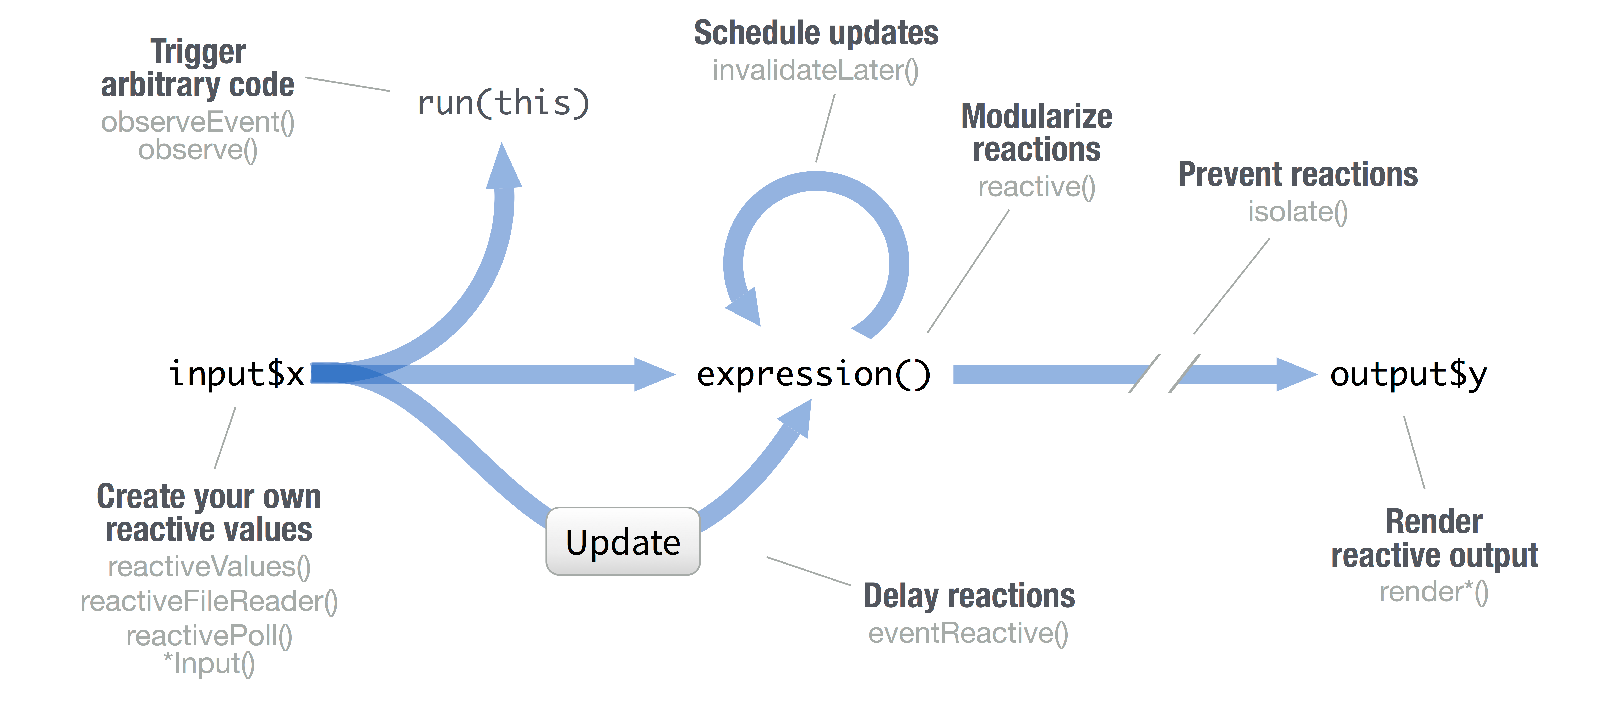 Trigger
arbitrary code
observeEvent()
observe()
run(this)
Schedule updates
invalidateLater()
Modularize
reactions
reactive()
Prevent reactions
isolate()
input$x
expression()
output$y
Create your own
reactive values
reactiveValues()
reactiveFileReader()
reactivePoll()
*Input()
Update
Delay reactions
eventReactive()
Render
reactive output
render*()